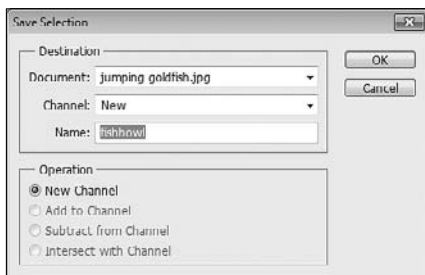 Save Selection
Destination
Document: jumping goldfish.jpg
Channel: New
Name: fishbowl
OK
Cancel
Operation
New Channel
Add to Channel
Subtract from Channel
Intersect with Channel